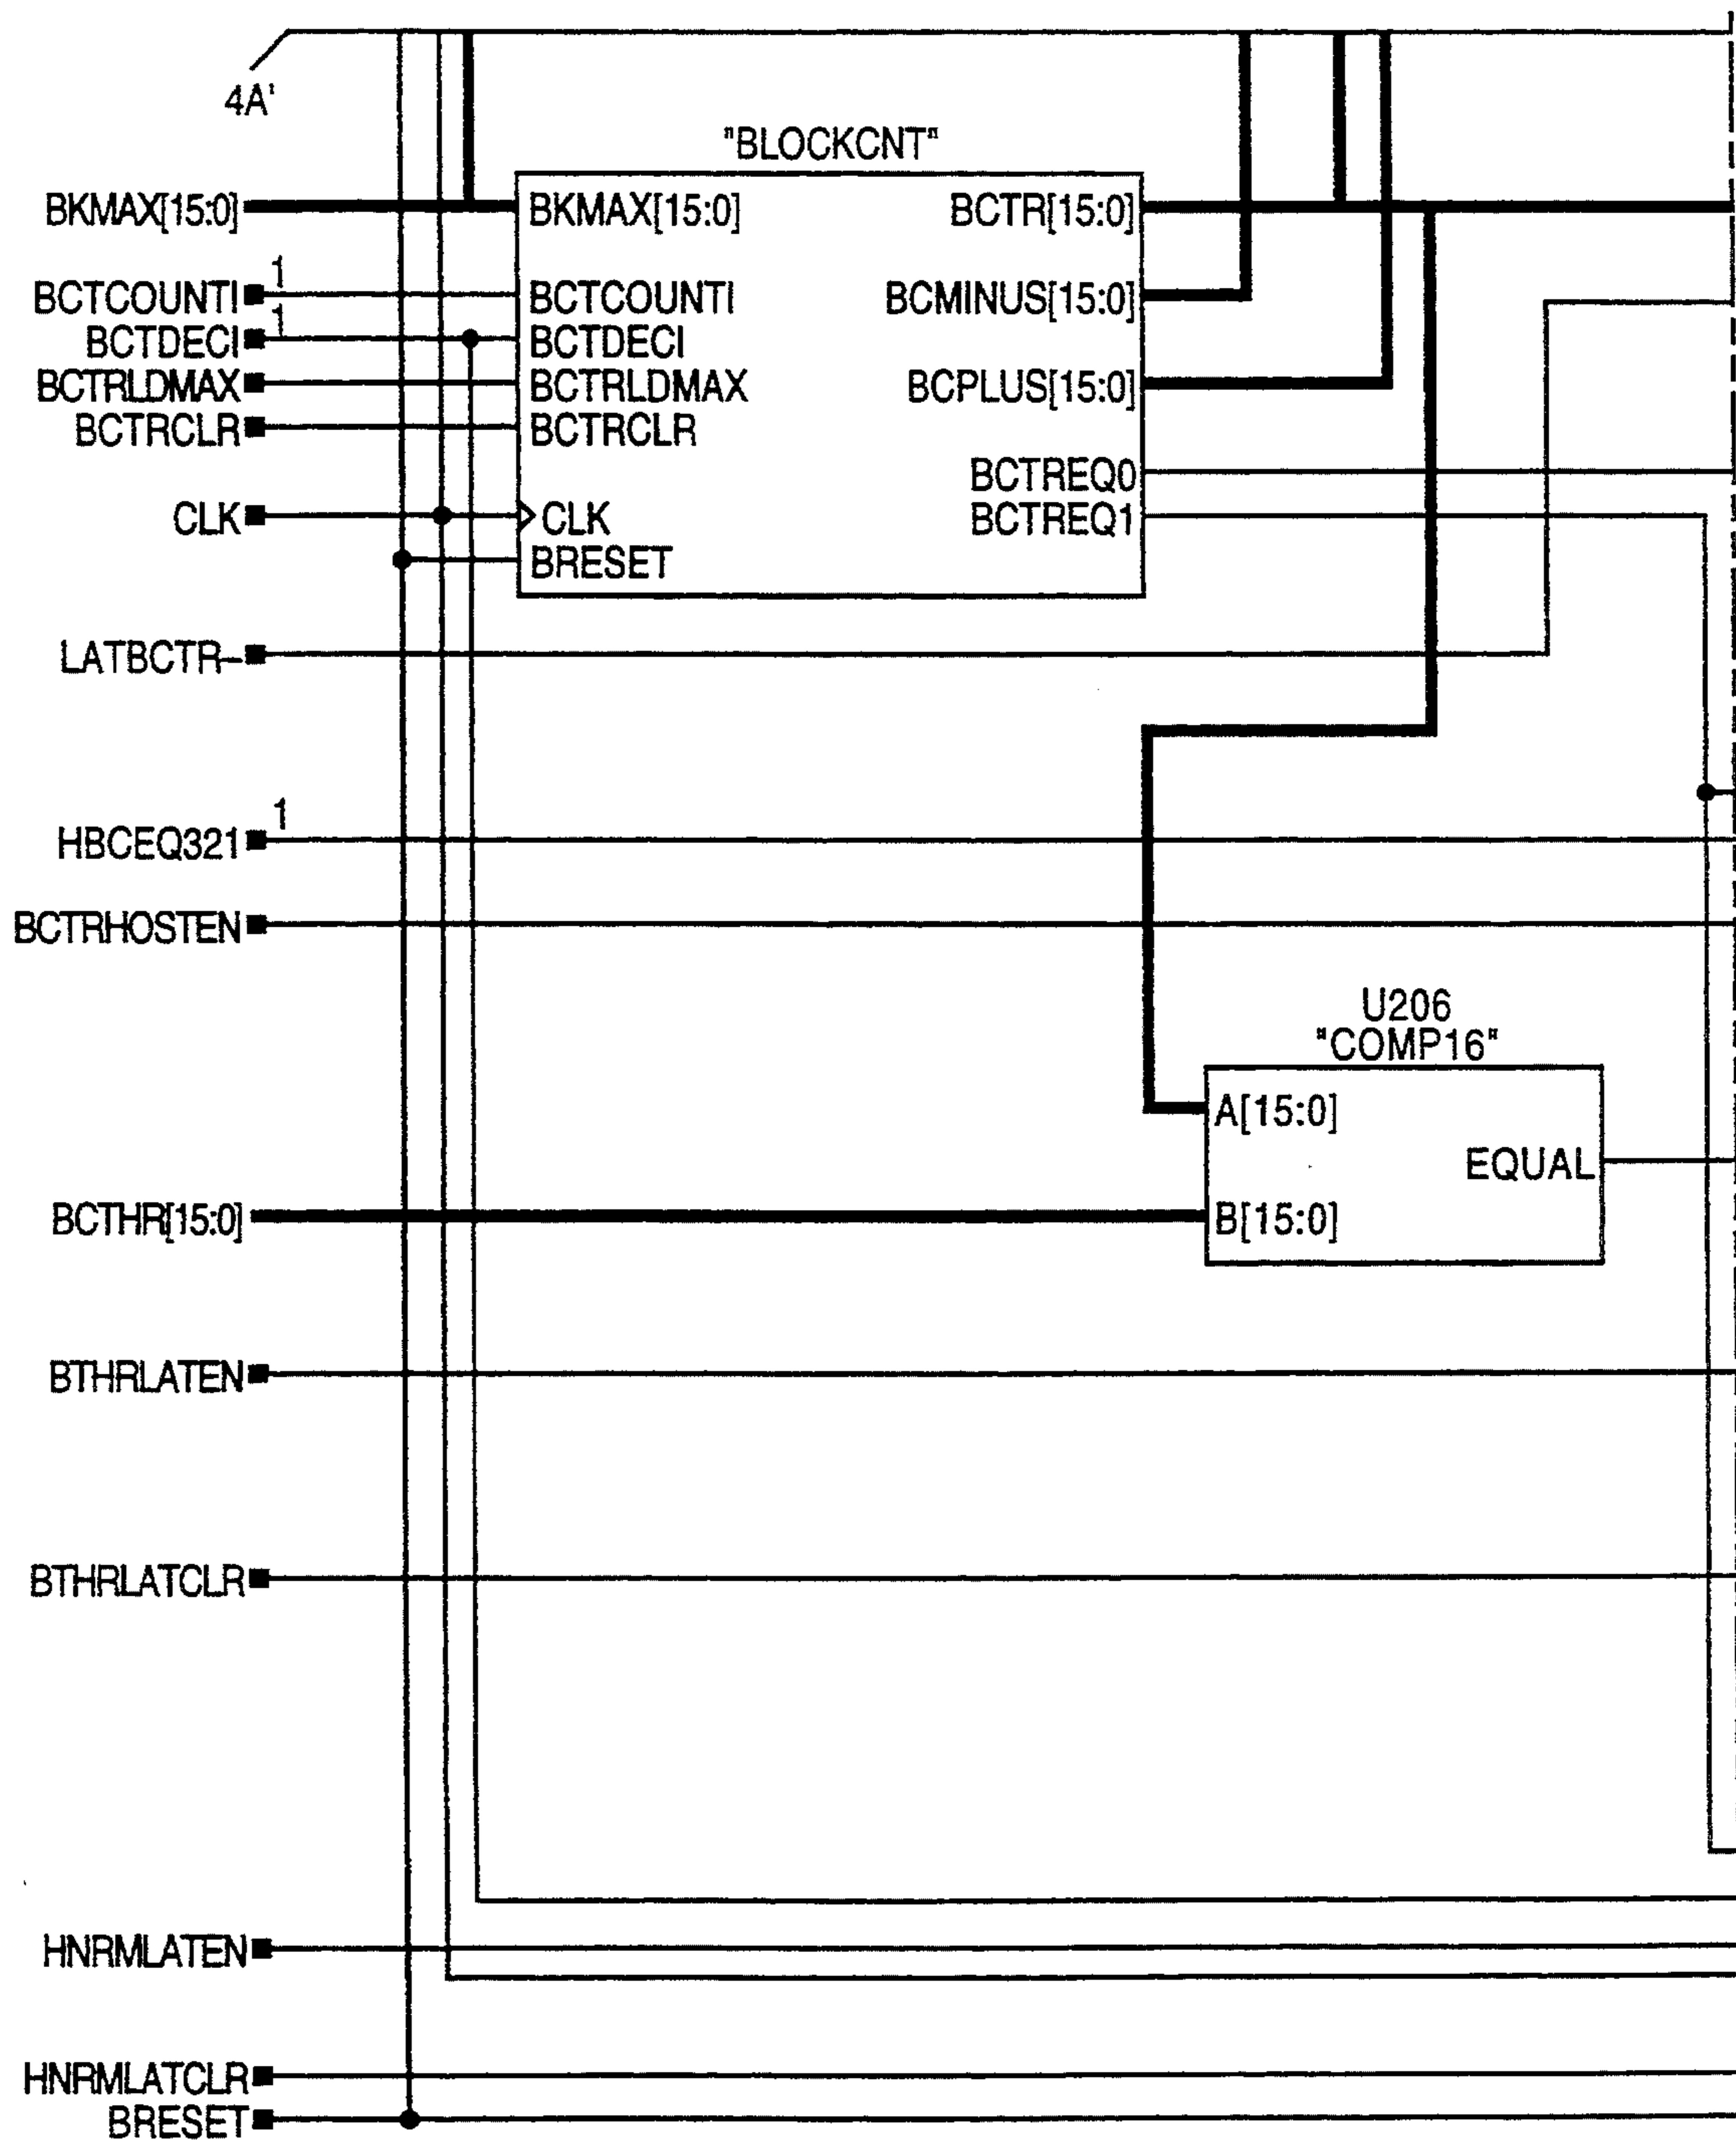 4A'
"BLOCKCNT"
BKMAX[15:0]
BKMAX[15:0]
BCTR[15:0]
BCTCOUNTI
1
BCTCOUNTI
BCMINUS[15:0]
BCTDECI
1
BCTDECI
BCTRLDMAX
BCTRLDMAX
BCPLUS[15:0]
BCTRCLR
BCTRCLR
BCTREQ0
CLK
CLK
BCTREQ1
BRESET
LATBCTR-
HBCEQ321
1
BCTRHOSTEN
U206
"COMP16"
A[15:0]
EQUAL
BCTHR[15:0]
B[15:0]
BTHRLATEN
BTHRLATCLR
HNRMLATEN
HNRMLATCLR
BRESET